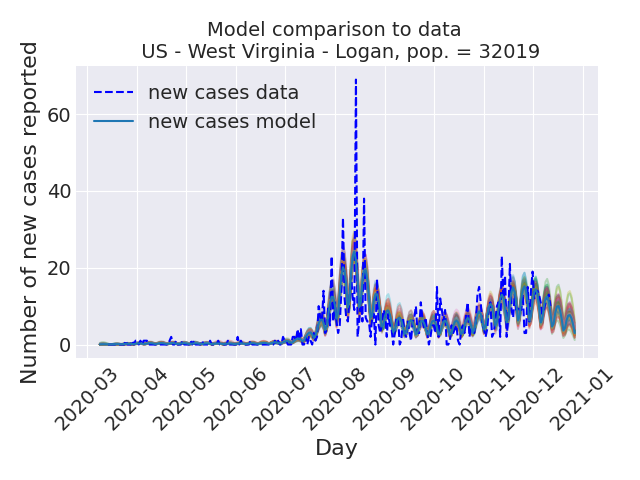 Model comparison to data
US - West Virginia - Logan, pop. = 32019
Number of new cases reported
60
40
20
0
new cases data
new cases model
2020-03
2020-04
2020-05
2020-06
2020-07
2020-08
2020-09
2020-10
2020-11
2020-12
2021-01
Day